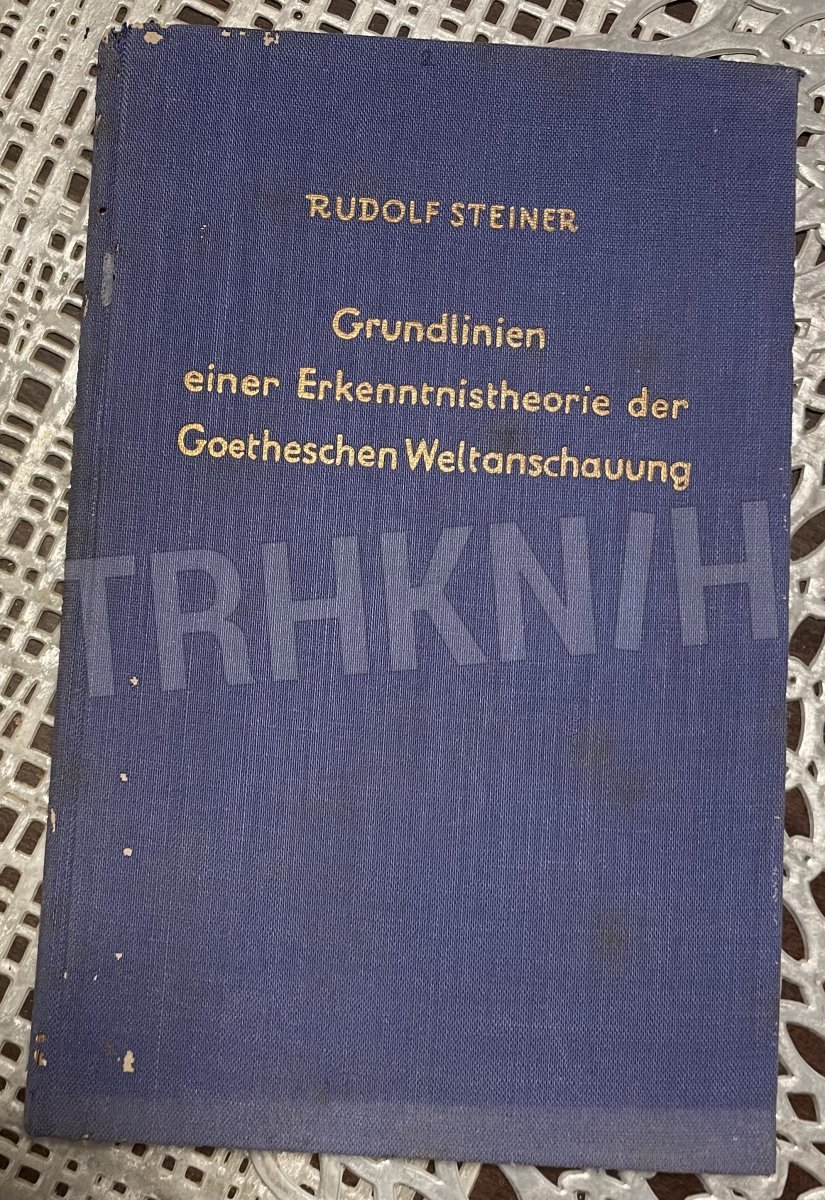 RUDOLF STEINER
Grundlinien
einer Erkenntnistheorie der
Goetheschen Weltanschauung
TRHKNIH